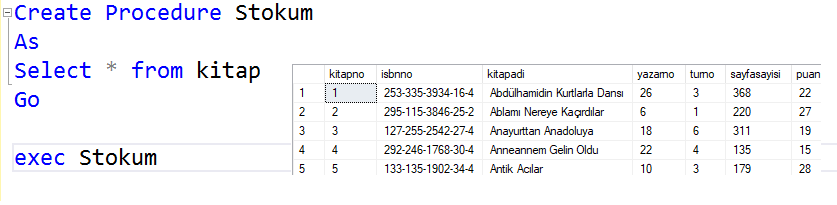 Create Procedure Stokum
As
Select * from kitap
Go
exec Stokum
kitapno isbnno kitapadi yazarno turno sayfasayisi puan
1 1 253-335-3934-16-4 Abdülhamidin Kurtlarla Dansı 26 3 368 22
2 2 295-115-3846-25-2 Ablamı Nereye Kaçırdılar 6 1 220 27
3 3 127-255-2542-27-4 Anayurttan Anadoluya 18 6 311 19
4 4 292-246-1768-30-4 Anneannem Gelin Oldu 22 4 135 15
5 5 133-135-1902-34-4 Antik Acılar 10 3 179 28